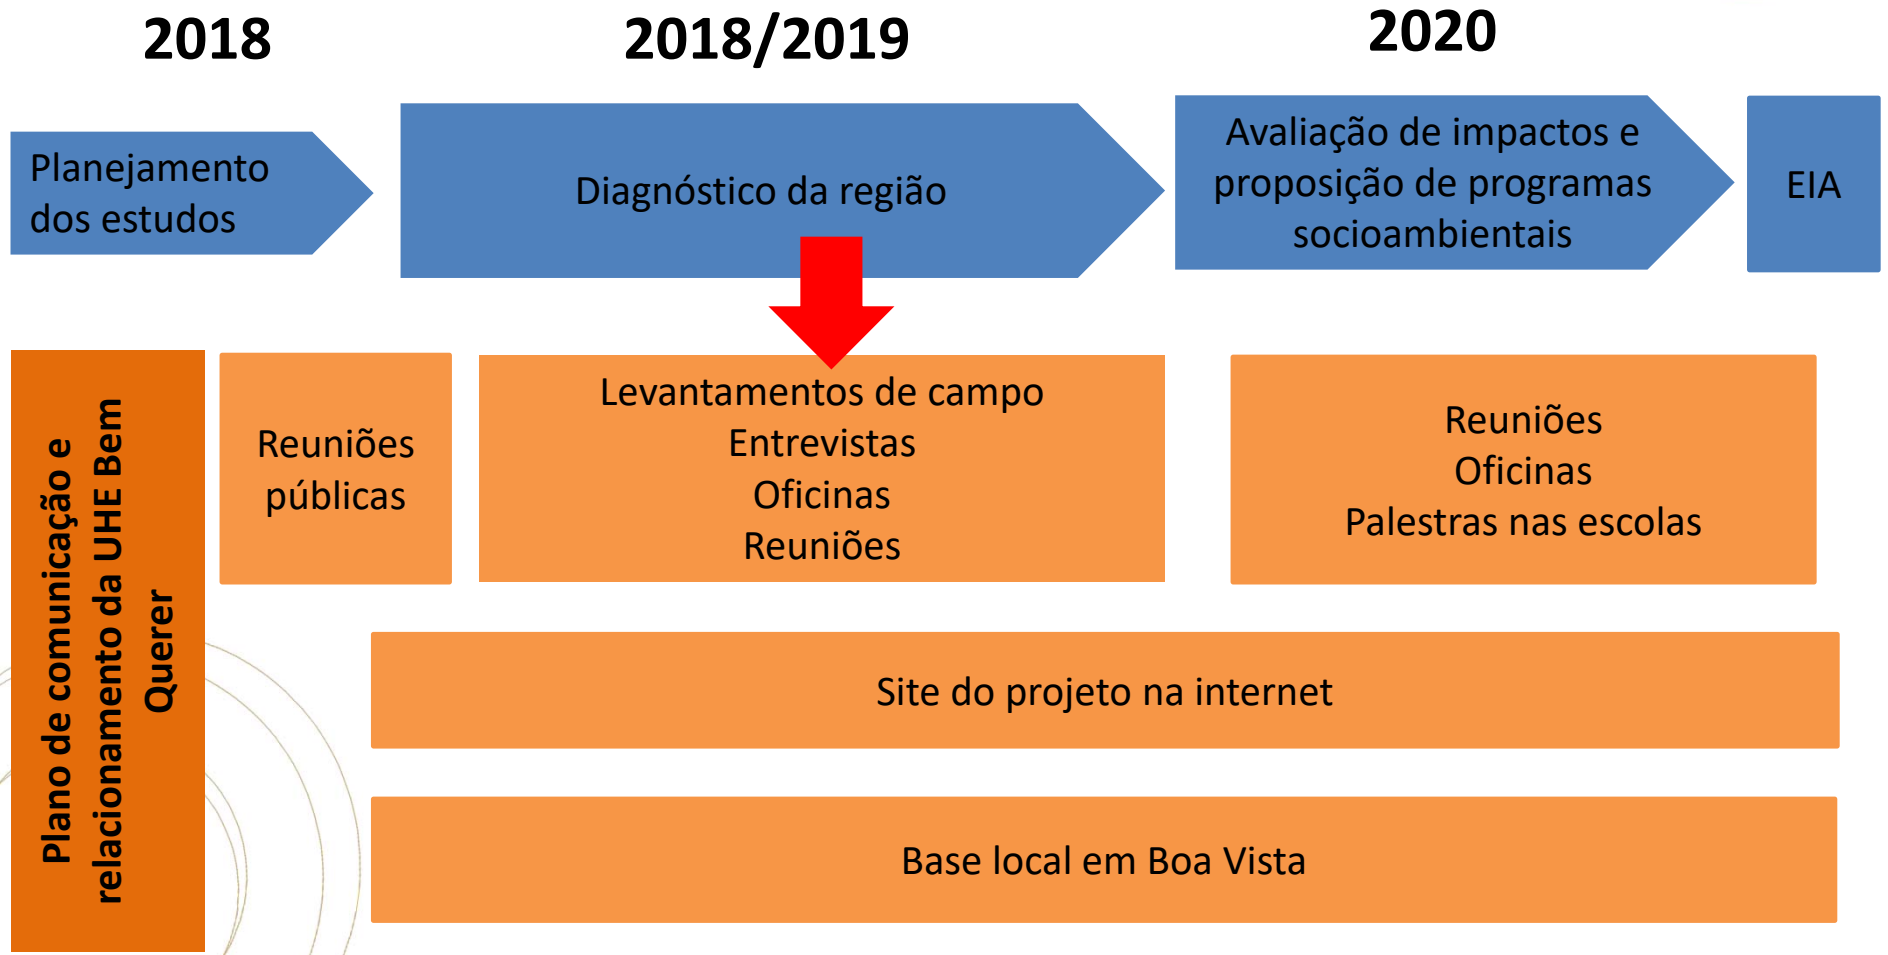 2018
2018/2019
2020
Planejamento
dos estudos
Diagnóstico da região
Avaliação de impactos e
proposição de programas
socioambientais
EIA
Plano de comunicação e
relacionamento da UHE Bem
Querer
Reuniões
públicas
Levantamentos de campo
Entrevistas
Oficinas
Reuniões
Reuniões
Oficinas
Palestras nas escolas
Site do projeto na internet
Base local em Boa Vista